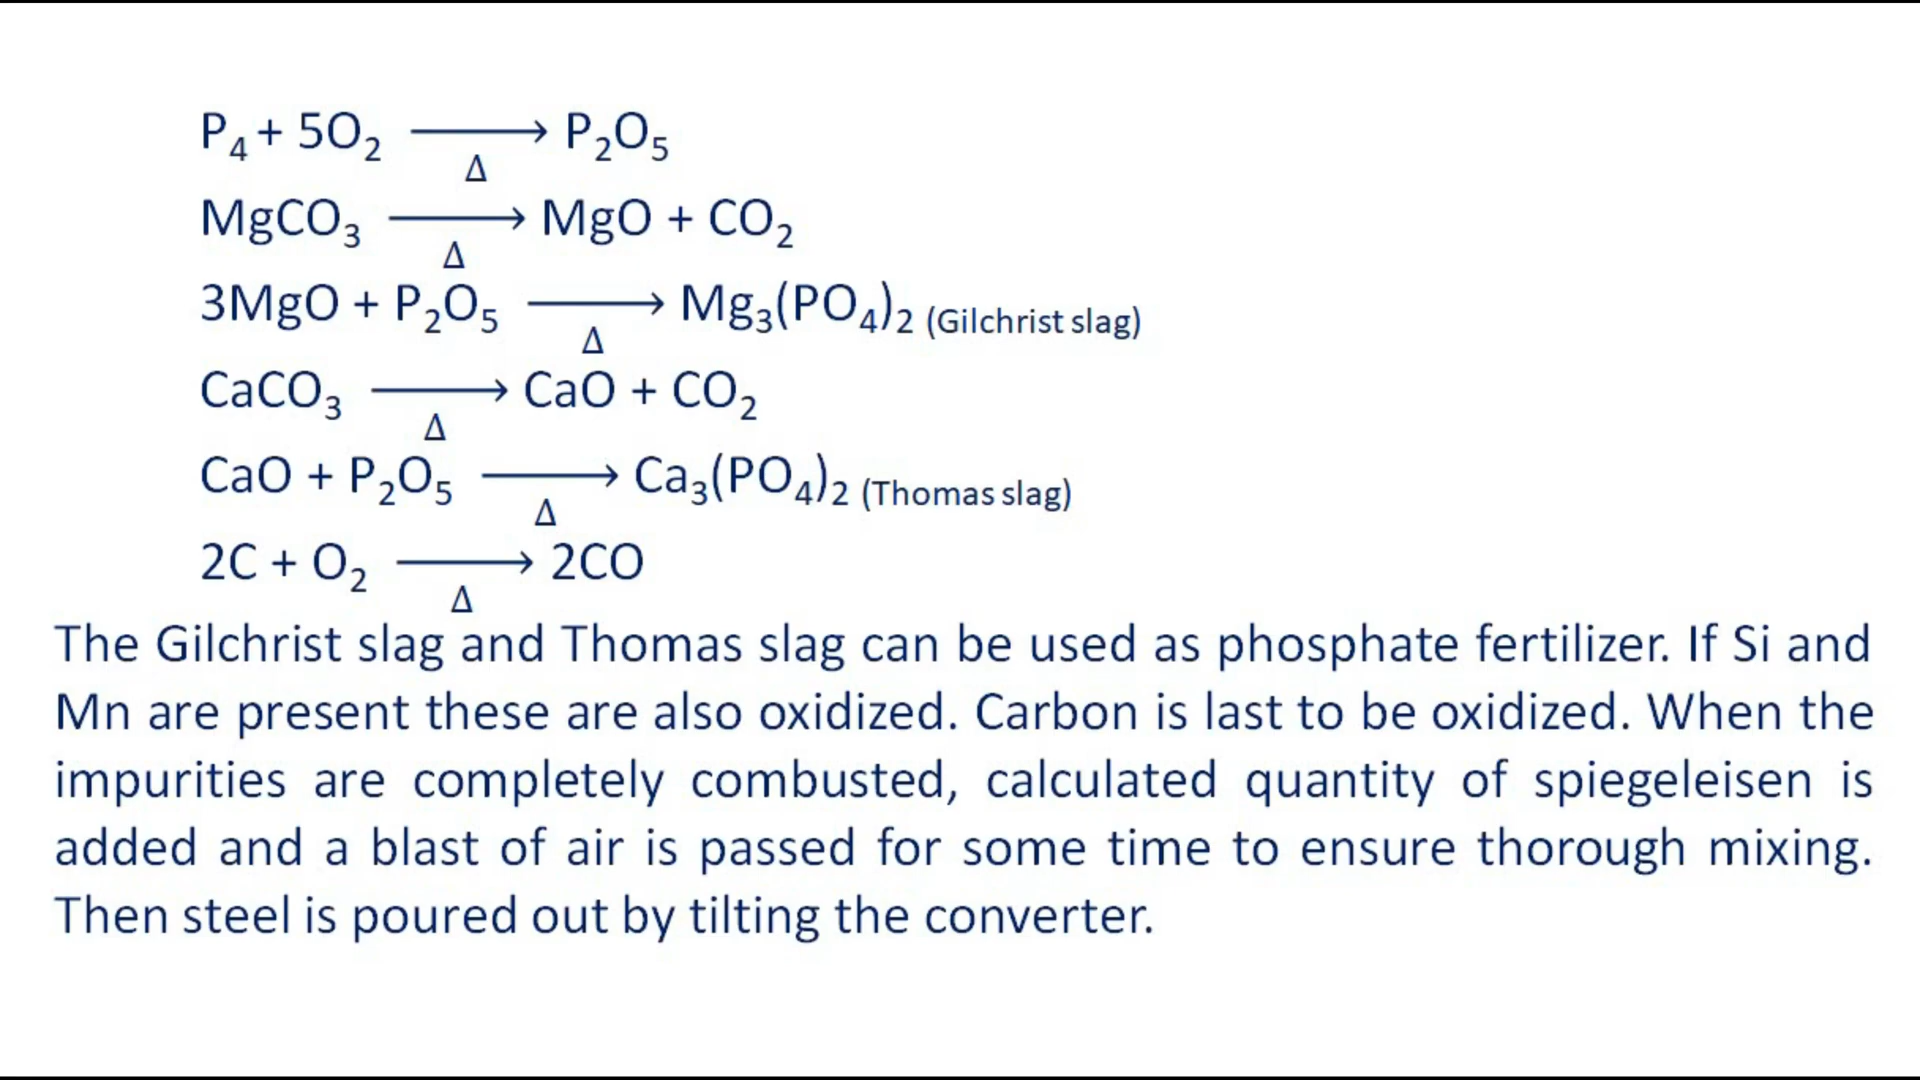 P₄ + 5O₂ ⟶ P₂O₅
Δ
MgCO₃ ⟶ MgO + CO₂
Δ
3MgO + P₂O₅ ⟶ Mg₃(PO₄)₂ (Gilchrist slag)
Δ
CaCO₃ ⟶ CaO + CO₂
Δ
CaO + P₂O₅ ⟶ Ca₃(PO₄)₂ (Thomas slag)
Δ
2C + O₂ ⟶ 2CO
Δ
The Gilchrist slag and Thomas slag can be used as phosphate fertilizer. If Si and
Mn are present these are also oxidized. Carbon is last to be oxidized. When the
impurities are completely combusted, calculated quantity of spiegeleisen is
added and a blast of air is passed for some time to ensure thorough mixing.
Then steel is poured out by tilting the converter.